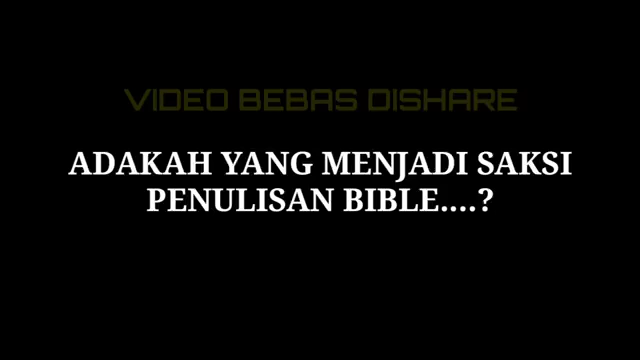 VIDEO BEBAS DISHARE
ADAKAH YANG MENJADI SAKSI
PENULISAN BIBLE....?